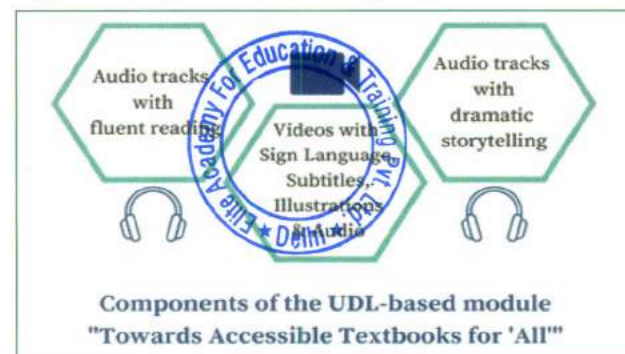 Audio tracks
with
fluent reading
Videos with
Sign Language,
Subtitles,
Illustrations
& Audio
Audio tracks
with
dramatic
storytelling
Elite Academy For Education & Training Pvt. Ltd.
★ Delhi ★
Components of the UDL-based module
"Towards Accessible Textbooks for 'All'"